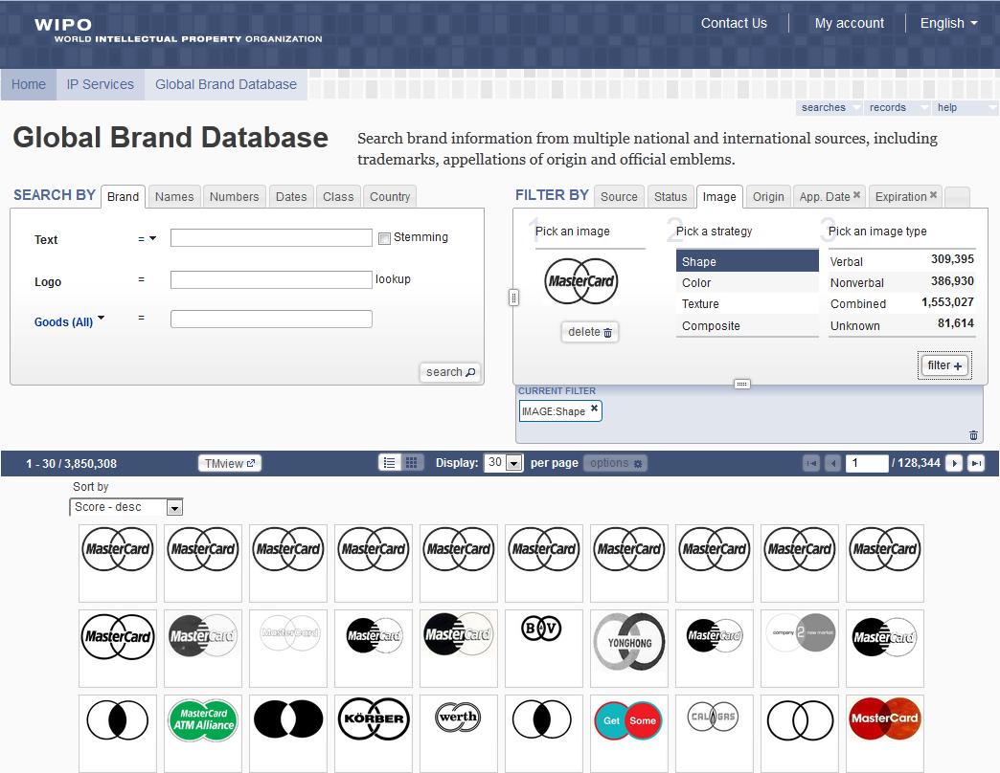 WIPO
WORLD INTELLECTUAL PROPERTY ORGANIZATION
Contact Us
My account
English
Home
IP Services
Global Brand Database
searches
records
help
Global Brand Database
Search brand information from multiple national and international sources, including
trademarks, appellations of origin and official emblems.
SEARCH BY
Brand
Names
Numbers
Dates
Class
Country
Text
=
Stemming
Logo
=
lookup
Goods (All)
=
search
FILTER BY
Source
Status
Image
Origin
App. Date
Expiration
1
Pick an image
MasterCard
delete
2
Pick a strategy
Shape
Color
Texture
Composite
3
Pick an image type
Verbal 309,395
Nonverbal 386,930
Combined 1,553,027
Unknown 81,614
filter +
CURRENT FILTER
IMAGE:Shape
1 - 30 / 3,850,308
TMview
Display: 30 per page
options
1 / 128,344
Sort by
Score - desc
MasterCard MasterCard MasterCard MasterCard MasterCard MasterCard MasterCard MasterCard MasterCard MasterCard
MasterCard MasterCard MasterCard MasterCard MasterCard B V YONGHONG MasterCard company 2 new market MasterCard
MasterCard
ATM Alliance
KÖRBER
werth
Get Some
CAL GAS
MasterCard